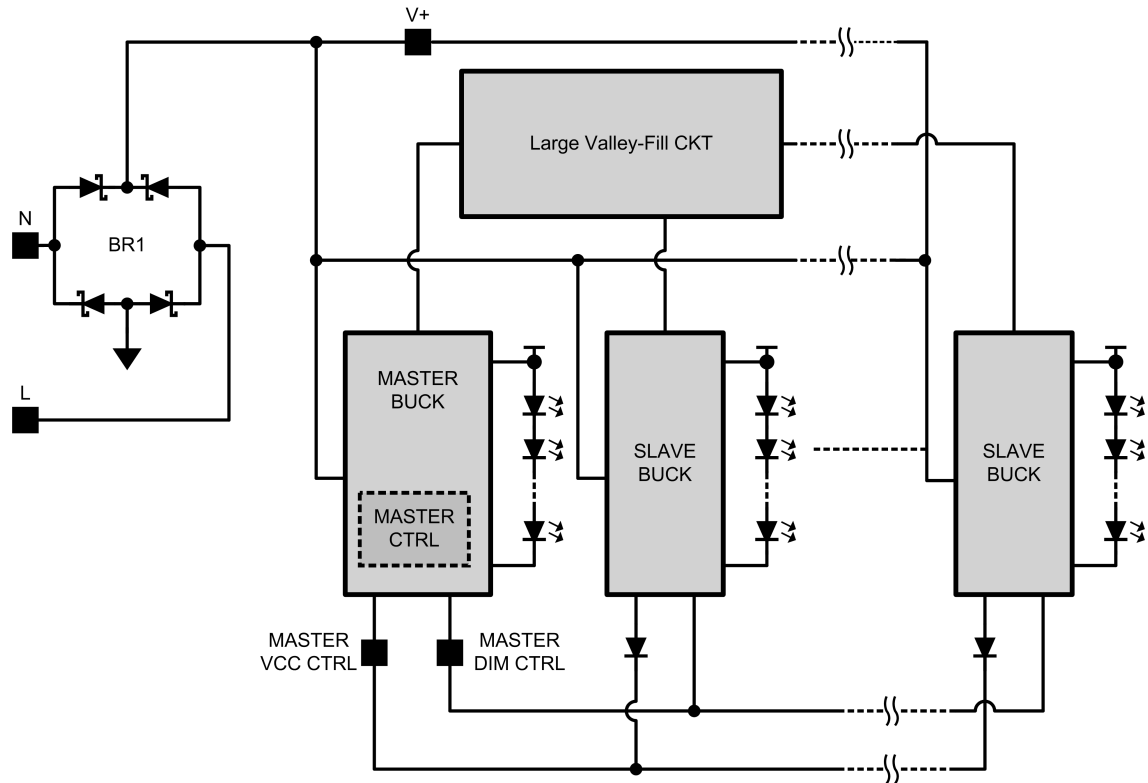 V+
Large Valley-Fill CKT
N
BR1
L
MASTER
BUCK
MASTER
CTRL
SLAVE
BUCK
SLAVE
BUCK
MASTER
VCC CTRL
MASTER
DIM CTRL